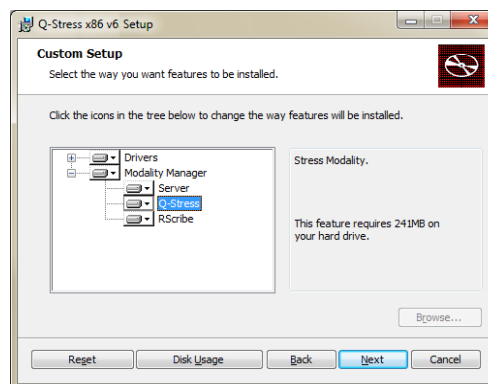 Q-Stress x86 v6 Setup
Custom Setup
Select the way you want features to be installed.
Click the icons in the tree below to change the way features will be installed.
Drivers
Modality Manager
Server
Q-Stress
RScribe
Stress Modality.
This feature requires 241MB on
your hard drive.
Browse...
Reset
Disk Usage
Back
Next
Cancel